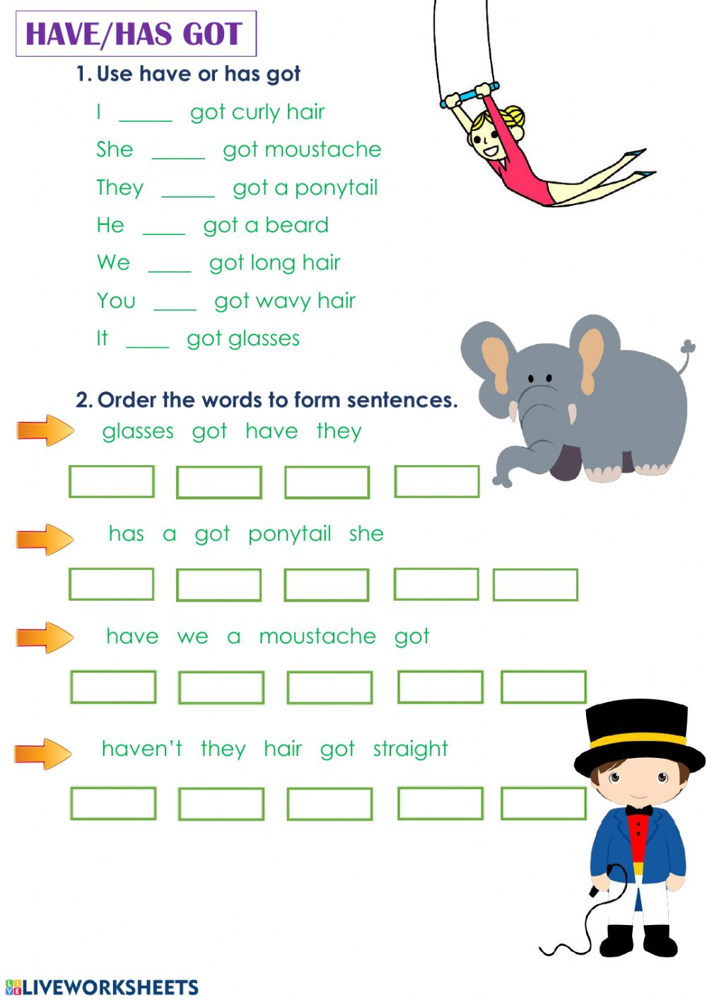 HAVE/HAS GOT
1. Use have or has got
I _____ got curly hair
She _____ got moustache
They _____ got a ponytail
He ____ got a beard
We ____ got long hair
You ____ got wavy hair
It ____ got glasses
2. Order the words to form sentences.
glasses got have they
has a got ponytail she
have we a moustache got
haven't they hair got straight
LIVE LIVEWORKSHEETS